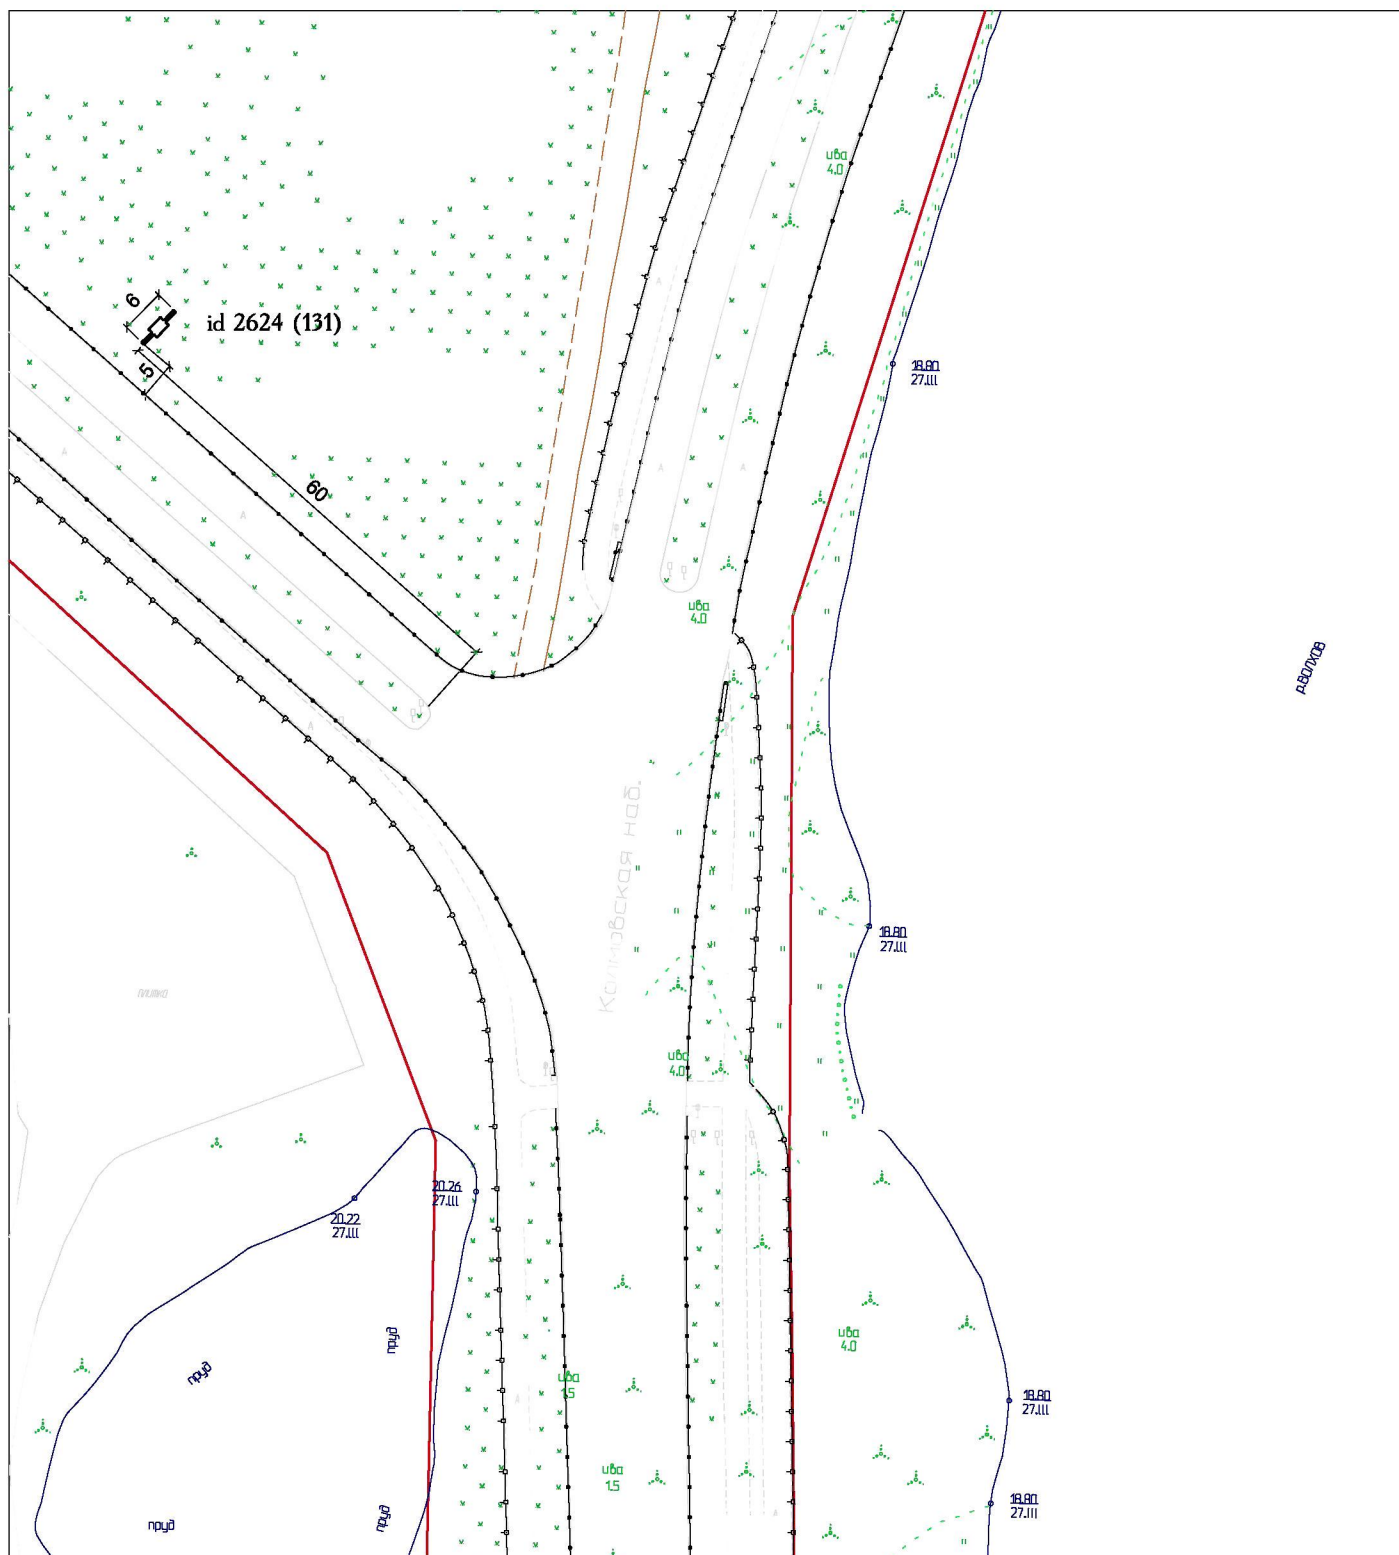 ива
4.0
6
id 2624 (131)
5
18.80
27.III
60
ива
4.0
р.Волхов
Колмовская наб.
18.80
27.III
плитка
ива
4.0
20.26
27.III
20.22
27.III
ива
4.0
пруд
пруд
ива
1.5
18.80
27.III
ива
1.5
18.80
27.III
пруд
пруд